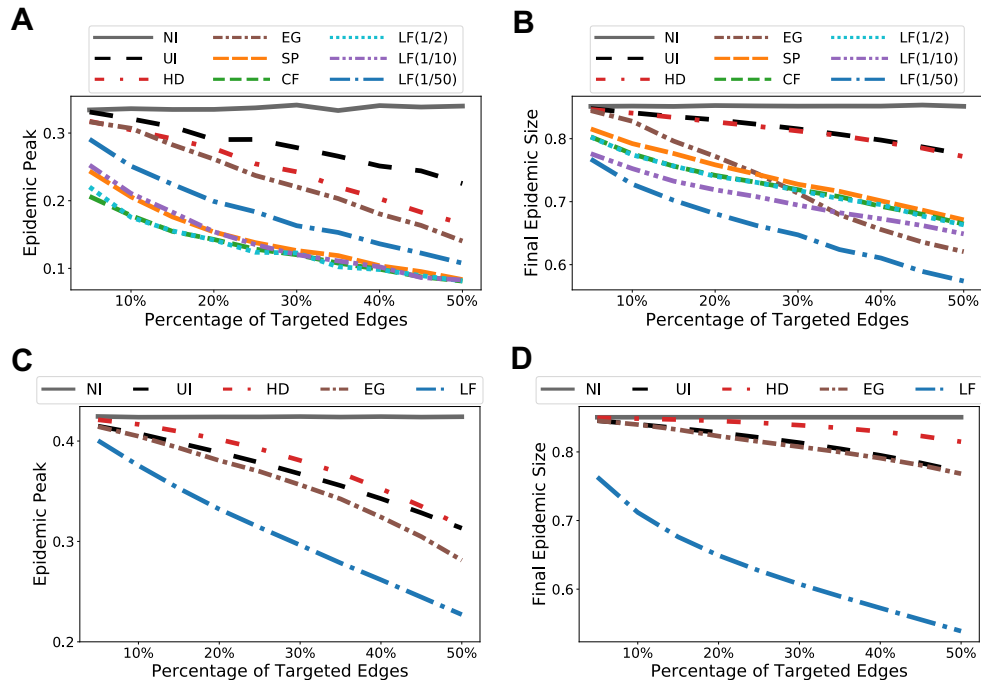 A
NI EG LF(1/2)
UI SP LF(1/10)
HD CF LF(1/50)
Epidemic Peak
0.3
0.2
0.1
10% 20% 30% 40% 50%
Percentage of Targeted Edges
B
NI EG LF(1/2)
UI SP LF(1/10)
HD CF LF(1/50)
Final Epidemic Size
0.8
0.7
0.6
10% 20% 30% 40% 50%
Percentage of Targeted Edges
C
NI UI HD EG LF
Epidemic Peak
0.4
0.3
0.2
10% 20% 30% 40% 50%
Percentage of Targeted Edges
D
NI UI HD EG LF
Final Epidemic Size
0.8
0.7
0.6
10% 20% 30% 40% 50%
Percentage of Targeted Edges